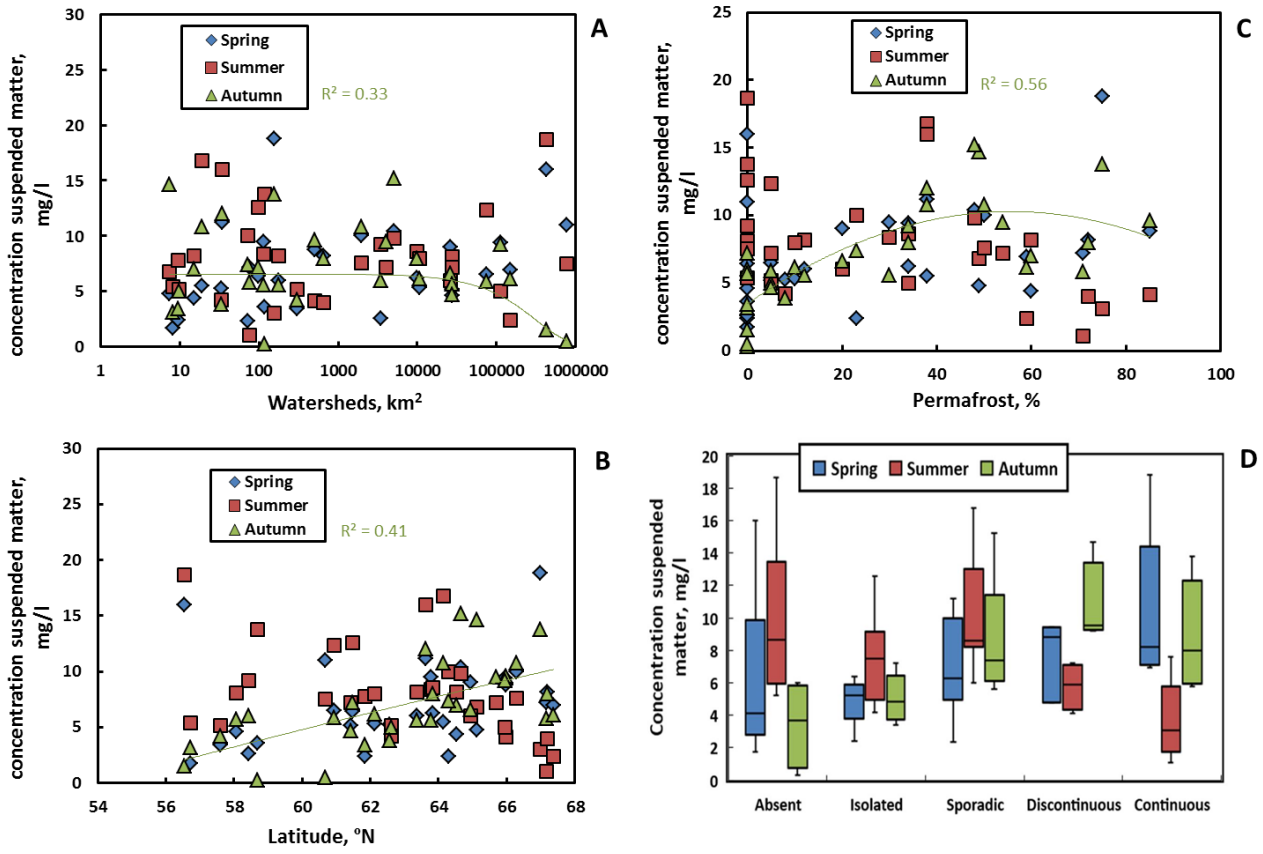 A
concentration suspended matter,
mg/l
30
25
20
15
10
5
0
Spring
Summer
Autumn
R² = 0.33
1 10 100 1000 10000 100000 1000000
Watersheds, km²
C
concentration suspended matter,
mg/l
25
20
15
10
5
0
Spring
Summer
Autumn
R² = 0.56
0 20 40 60 80 100
Permafrost, %
B
concentration suspended matter,
mg/l
30
25
20
15
10
5
0
Spring
Summer
Autumn
R² = 0.41
54 56 58 60 62 64 66 68
Latitude, °N
D
Concentration suspended
matter, mg/l
20
18
16
14
12
10
8
6
4
2
0
Spring Summer Autumn
Absent Isolated Sporadic Discontinuous Continuous